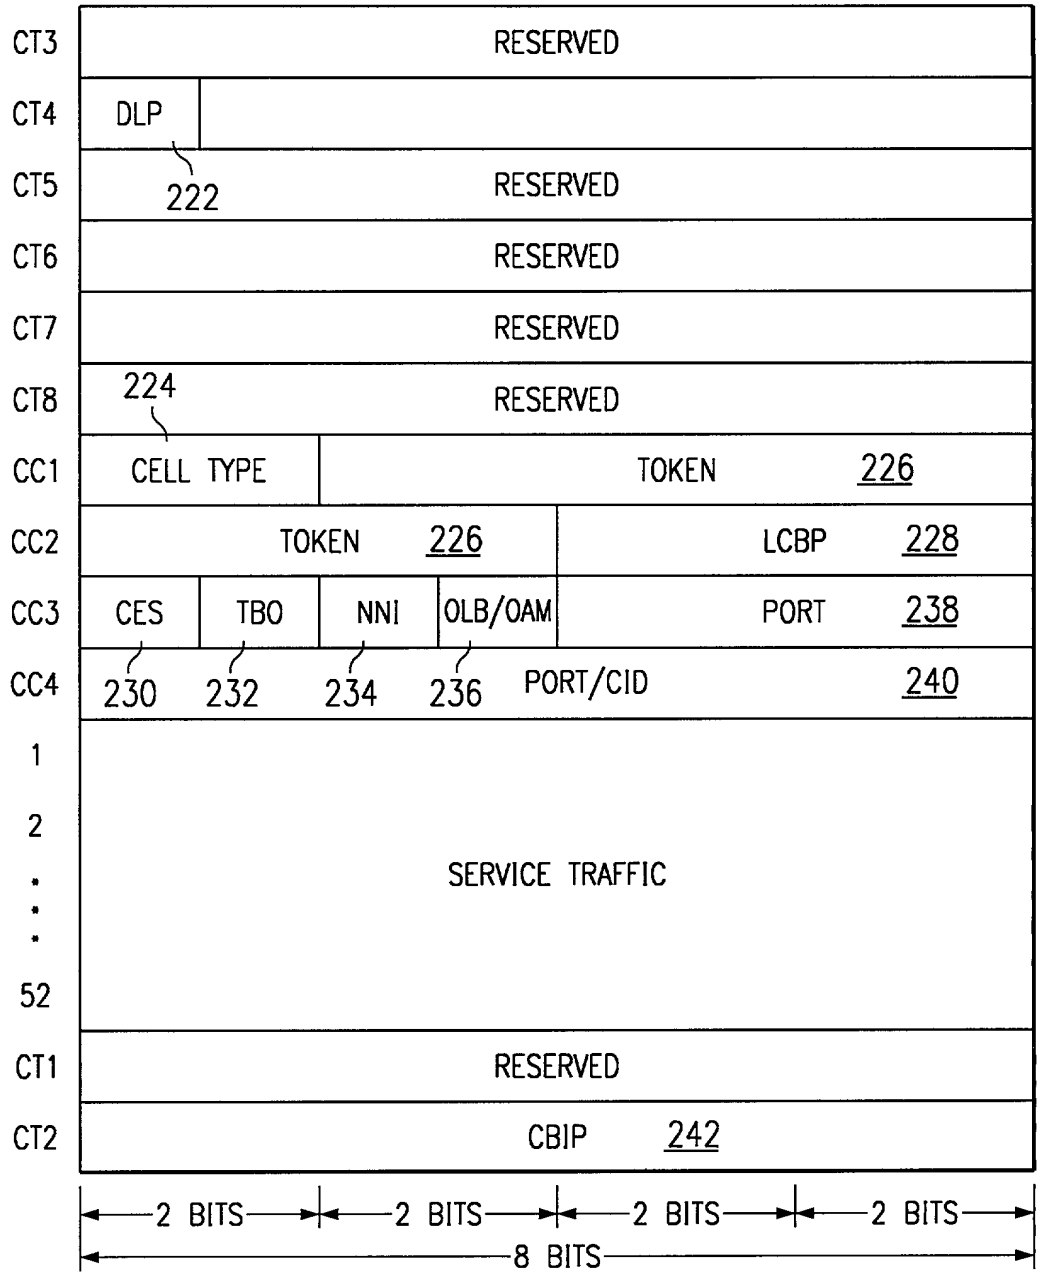 CT3 RESERVED
CT4 DLP
222
CT5 RESERVED
CT6 RESERVED
CT7 RESERVED
224
CT8 RESERVED
CC1 CELL TYPE TOKEN 226
CC2 TOKEN 226 LCBP 228
CC3 CES TBO NNI OLB/OAM PORT 238
CC4 230 232 234 236 PORT/CID 240
1
2
SERVICE TRAFFIC
52
CT1 RESERVED
CT2 CBIP 242
2 BITS 2 BITS 2 BITS 2 BITS
8 BITS